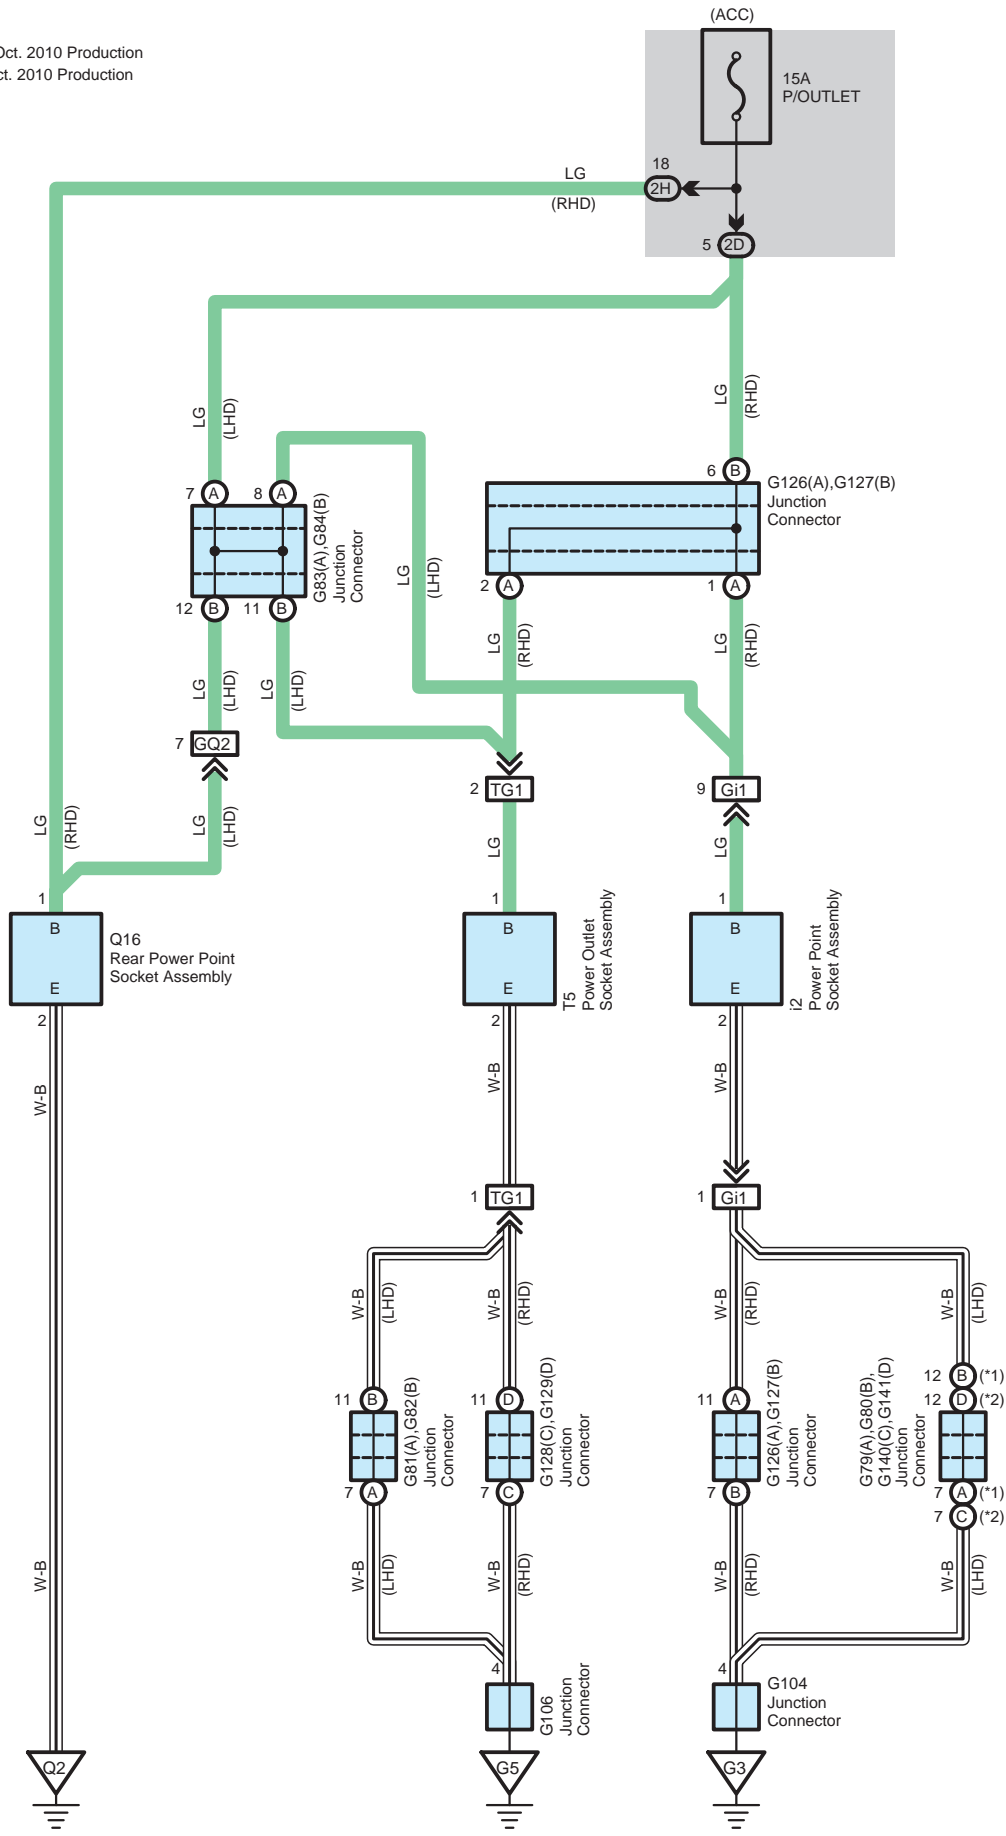 (ACC)
Oct. 2010 Production
ct. 2010 Production
15A
P/OUTLET
18
2H
LG
(RHD)
5
2D
LG
(LHD)
LG
(RHD)
7
A
8
A
G83(A),G84(B)
Junction
Connector
12
B
11
B
6
B
G126(A),G127(B)
Junction
Connector
2
A
1
A
LG
(LHD)
LG
(RHD)
LG
(RHD)
LG
(LHD)
LG
(LHD)
7
GQ2
2
TG1
9
Gi1
LG
(RHD)
LG
(LHD)
LG
LG
1
B
E
2
Q16
Rear Power Point
Socket Assembly
1
B
E
2
T5
Power Outlet
Socket Assembly
1
B
E
2
i2
Power Point
Socket Assembly
W-B
W-B
W-B
1
TG1
1
Gi1
W-B
(LHD)
W-B
(RHD)
W-B
(RHD)
W-B
(LHD)
11
B
G81(A),G82(B)
Junction
Connector
7
A
11
D
G128(C),G129(D)
Junction
Connector
7
C
11
A
G126(A),G127(B)
Junction
Connector
7
B
12
B
(*1)
12
D
(*2)
G79(A),G80(B),
G140(C),G141(D)
Junction
Connector
7
A
(*1)
7
C
(*2)
W-B
W-B
(LHD)
W-B
(RHD)
W-B
(RHD)
W-B
(LHD)
4
G106
Junction
Connector
4
G104
Junction
Connector
Q2
G5
G3